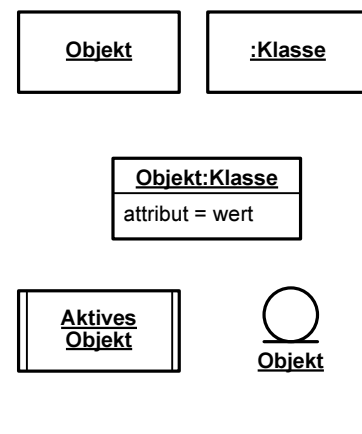 Objekt
:Klasse
Objekt:Klasse
attribut = wert
Aktives
Objekt
Objekt